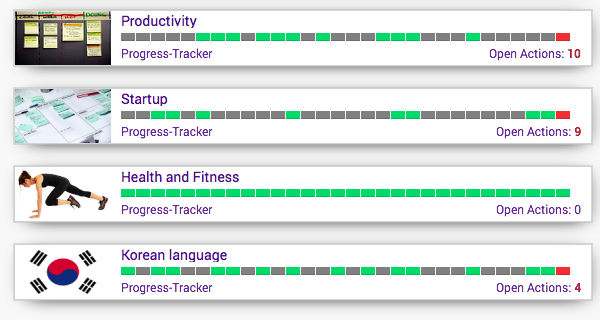 Productivity
Progress-Tracker Open Actions: 10
Startup
Progress-Tracker Open Actions: 9
Health and Fitness
Progress-Tracker Open Actions: 0
Korean language
Progress-Tracker Open Actions: 4